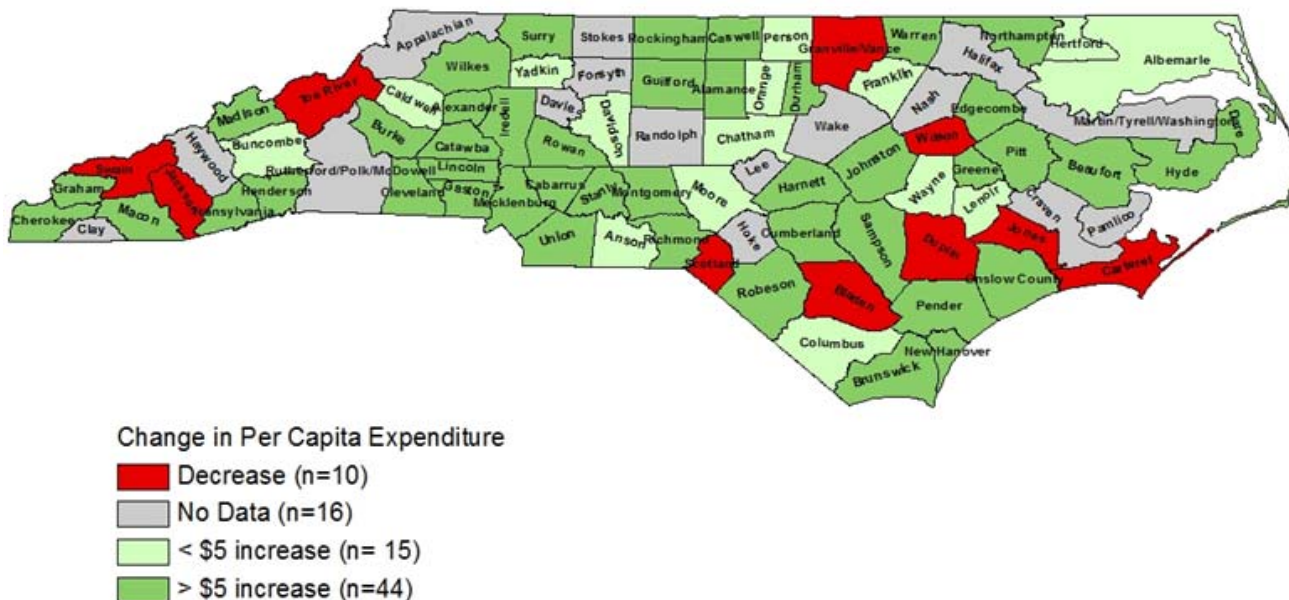 Appalachian
Surry
Stokes
Rockingham
Caswell
Person
Granville/Vance
Warren
Northampton
Hertford
Albemarle
Halifax
Wilkes
Yadkin
Forsyth
Guilford
Alamance
Orange
Durham
Franklin
Nash
Edgecombe
Martin/Tyrell/Washington
Dare
Toe River
Caldwell
Alexander
Iredell
Davie
Davidson
Randolph
Chatham
Wake
Wilson
Madison
Buncombe
Burke
Catawba
Rowan
Lee
Johnston
Greene
Pitt
Beaufort
Hyde
Haywood
Rutherford/Polk/McDowell
Lincoln
Cabarrus
Stanly
Montgomery
Moore
Harnett
Wayne
Lenoir
Craven
Pamlico
Swain
Jackson
Graham
Henderson
Transylvania
Cleveland
Gaston
Mecklenburg
Cherokee
Macon
Clay
Union
Anson
Richmond
Scotland
Hoke
Cumberland
Sampson
Duplin
Jones
Carteret
Onslow County
Robeson
Bladen
Pender
Columbus
New Hanover
Brunswick
Change in Per Capita Expenditure
Decrease (n=10)
No Data (n=16)
< $5 increase (n= 15)
> $5 increase (n=44)